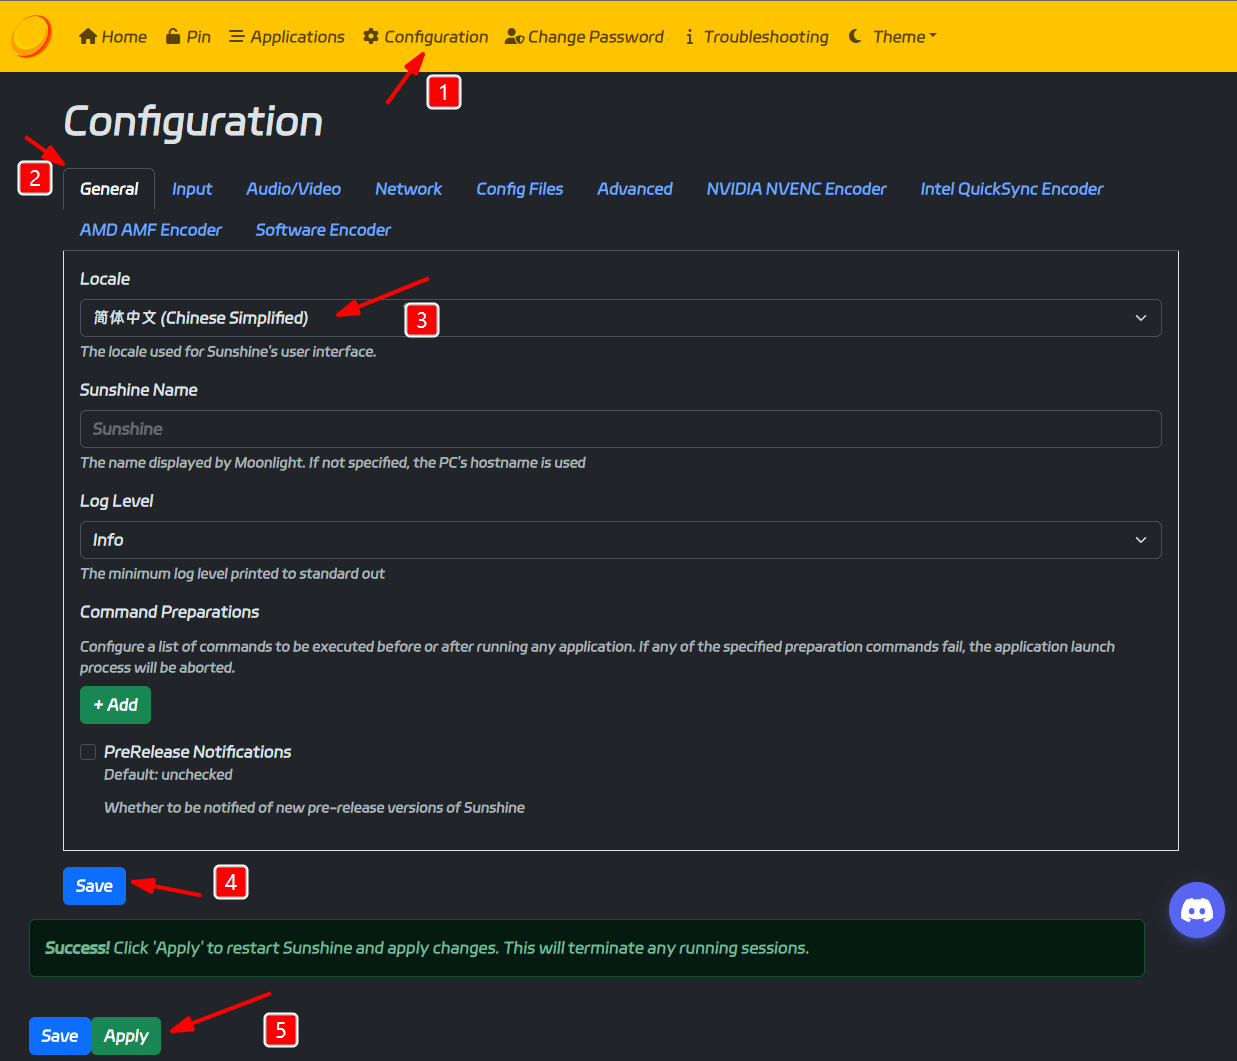 Home Pin Applications Configuration Change Password Troubleshooting Theme
1
Configuration
2
General Input Audio/Video Network Config Files Advanced NVIDIA NVENC Encoder Intel QuickSync Encoder
AMD AMF Encoder Software Encoder
Locale
简体中文 (Chinese Simplified)
3
The locale used for Sunshine's user interface.
Sunshine Name
Sunshine
The name displayed by Moonlight. If not specified, the PC's hostname is used
Log Level
Info
The minimum log level printed to standard out
Command Preparations
Configure a list of commands to be executed before or after running any application. If any of the specified preparation commands fail, the application launch
process will be aborted.
+ Add
PreRelease Notifications
Default: unchecked
Whether to be notified of new pre-release versions of Sunshine
Save
4
Success! Click 'Apply' to restart Sunshine and apply changes. This will terminate any running sessions.
Save Apply
5